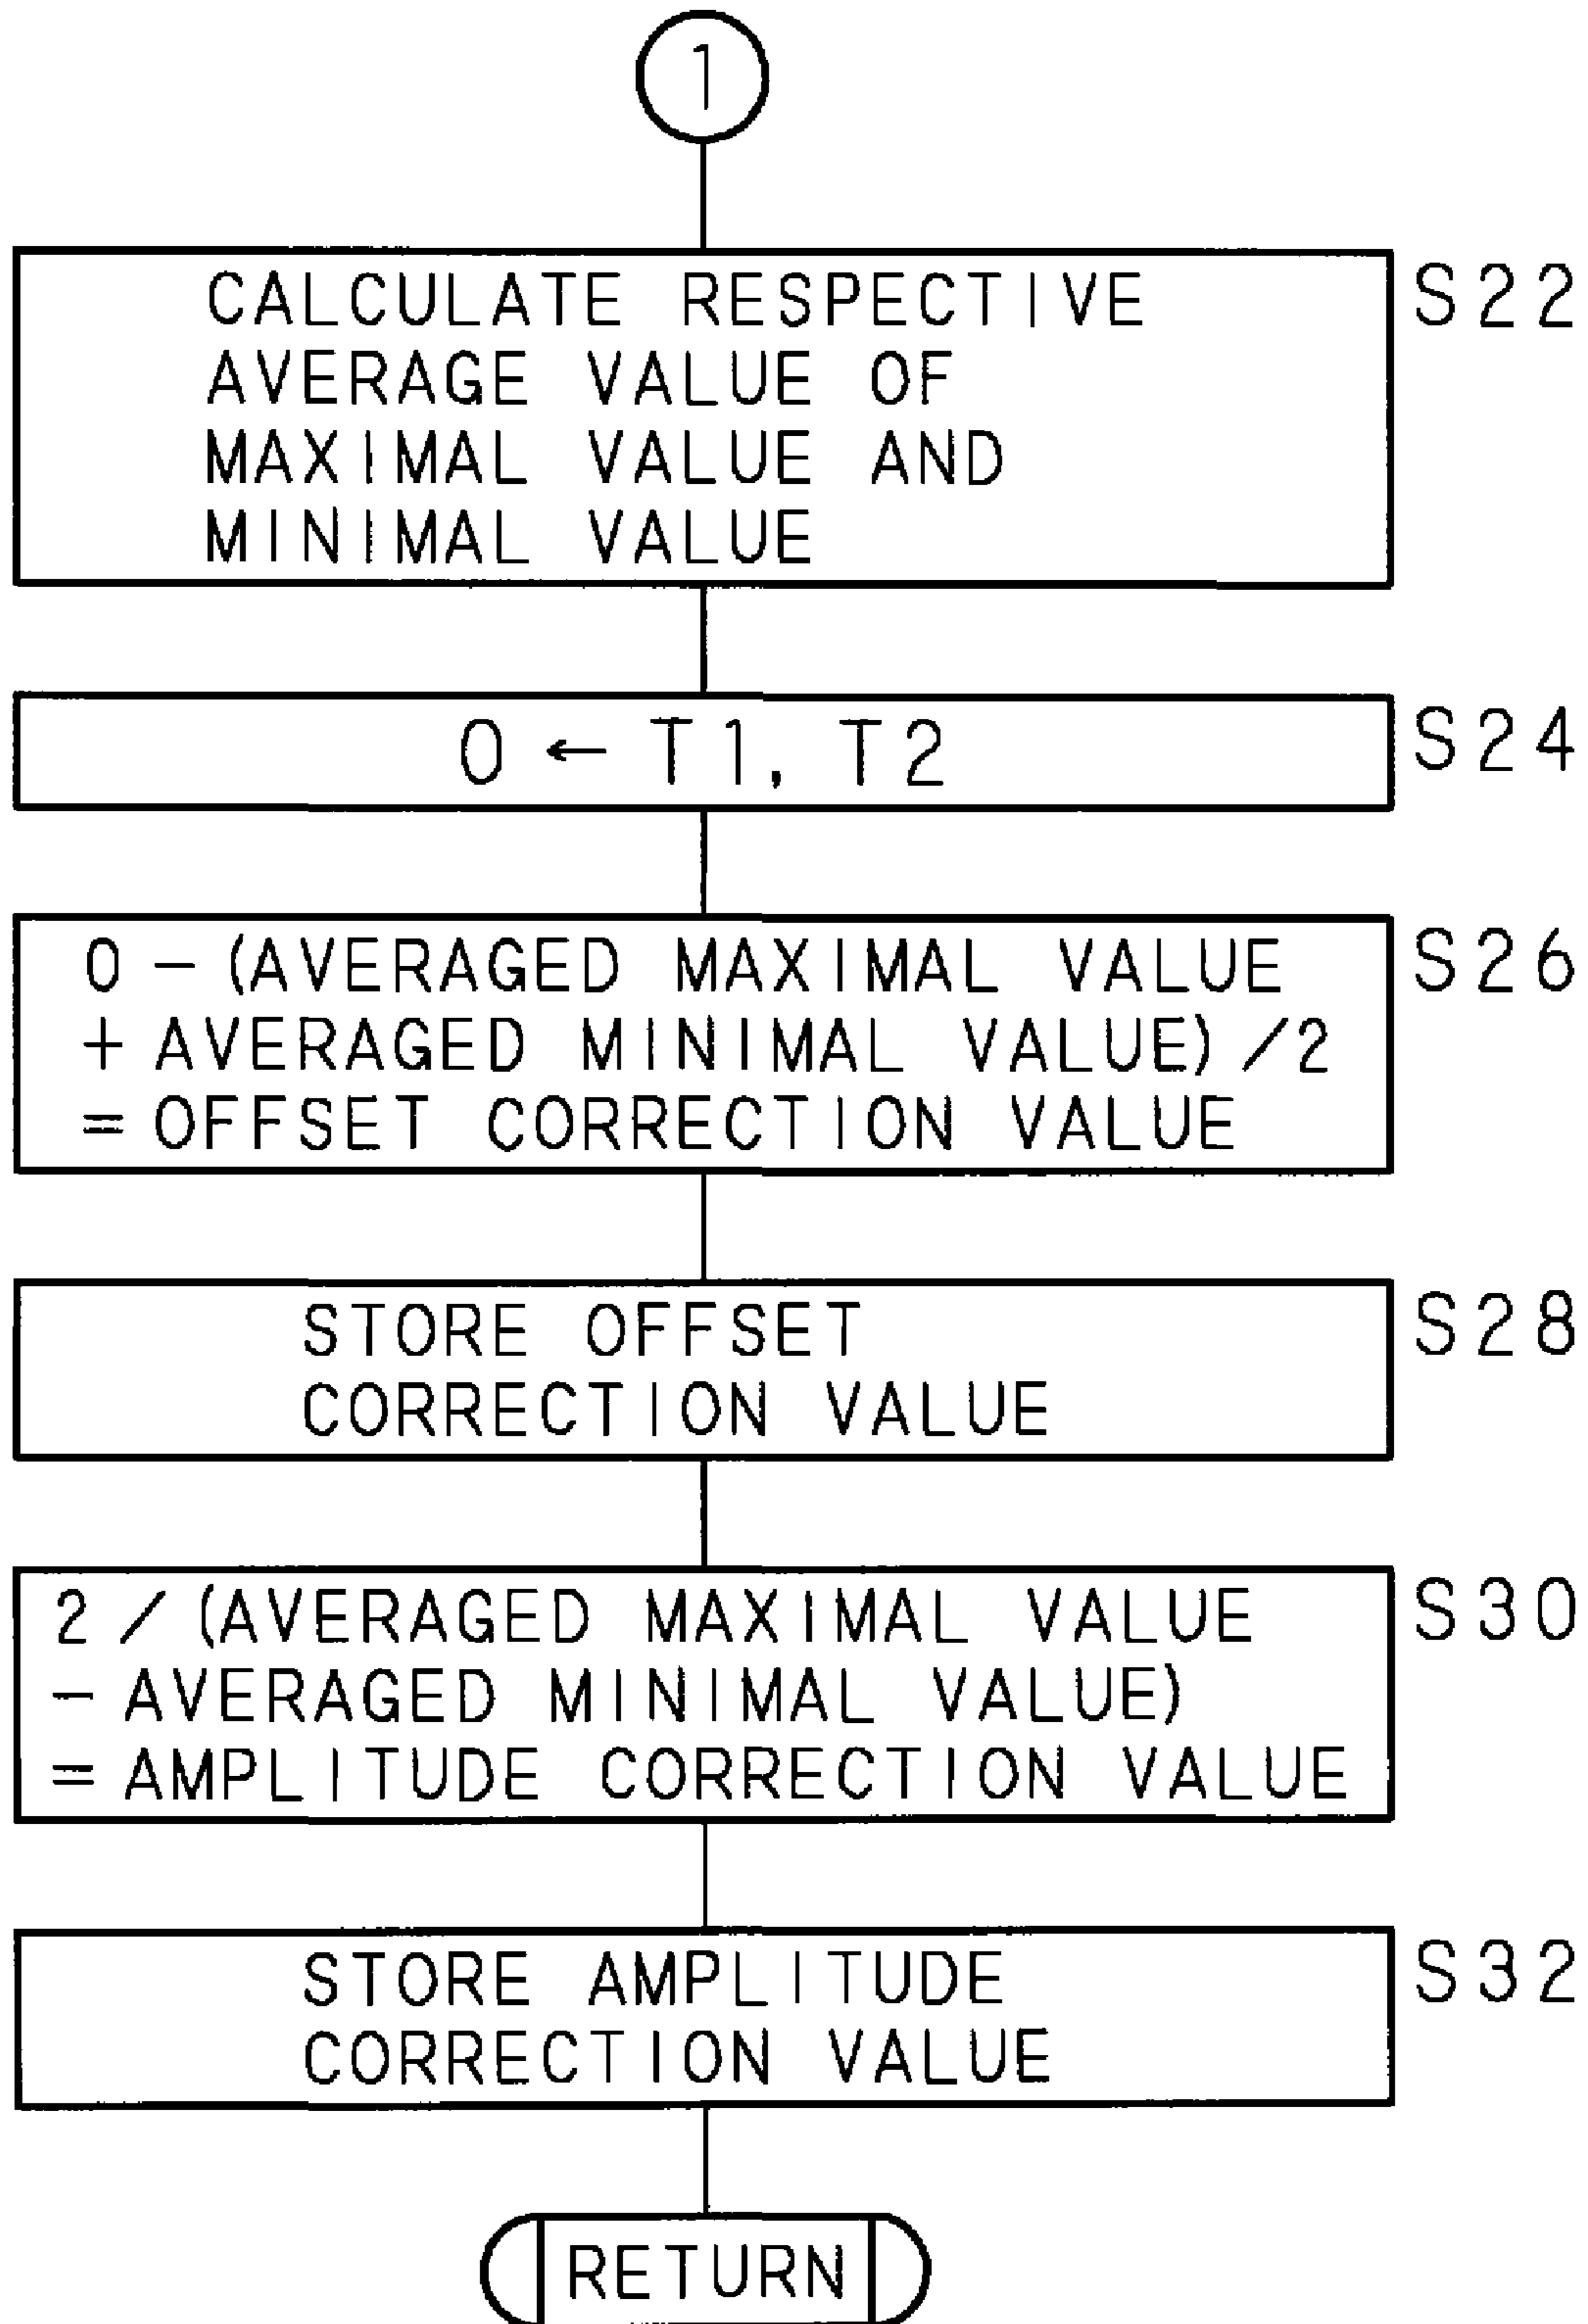 1
CALCULATE RESPECTIVE S22
AVERAGE VALUE OF
MAXIMAL VALUE AND
MINIMAL VALUE
0 ← T1, T2 S24
0 - (AVERAGED MAXIMAL VALUE S26
+ AVERAGED MINIMAL VALUE) /2
= OFFSET CORRECTION VALUE
STORE OFFSET S28
CORRECTION VALUE
2 / (AVERAGED MAXIMAL VALUE S30
- AVERAGED MINIMAL VALUE)
= AMPLITUDE CORRECTION VALUE
STORE AMPLITUDE S32
CORRECTION VALUE
RETURN